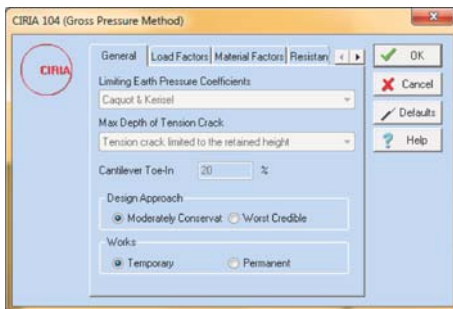 CIRIA 104 (Gross Pressure Method)
CIRIA
General Load Factors Material Factors Resistan
Limiting Earth Pressure Coefficients
Caquot & Kerisel
Max Depth of Tension Crack
Tension crack limited to the retained height
Cantilever Toe-In 20 %
Design Approach
Moderately Conservat Worst Credible
Works
Temporary Permanent
OK
Cancel
Defaults
Help